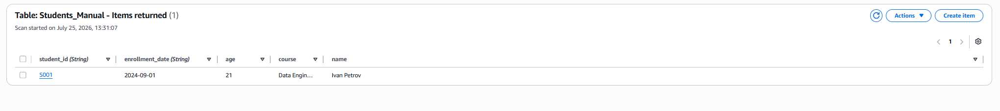 Table: Students_Manual - Items returned (1)
Actions
Create item
Scan started on July 25, 2026, 13:31:07
1
student_id (String) enrollment_date (String) age course name
S001 2024-09-01 21 Data Engin... Ivan Petrov